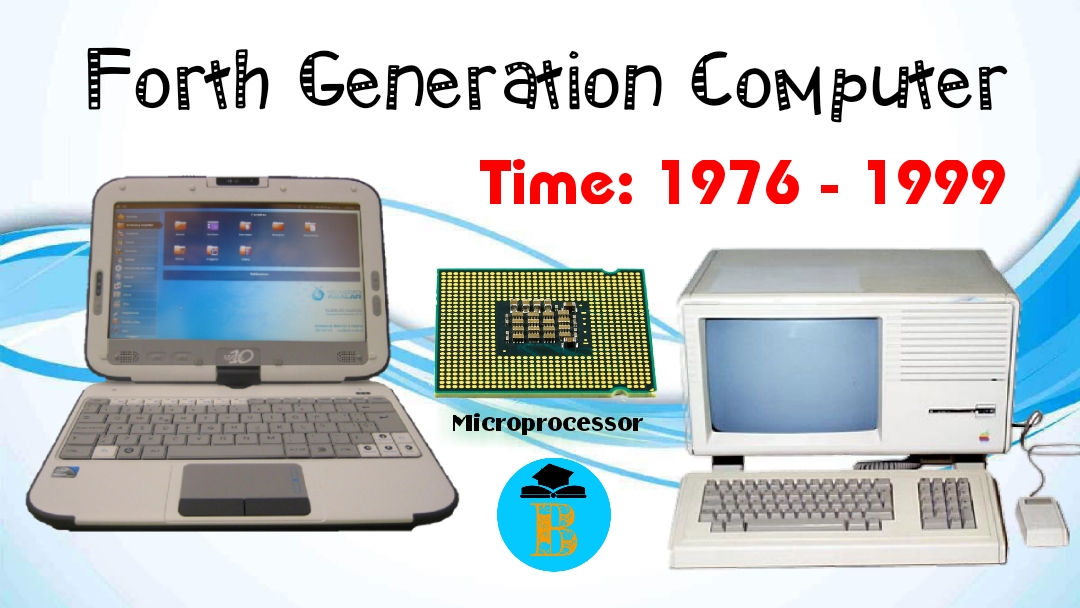 Forth Generation Computer
Time: 1976 - 1999
Microprocessor
B